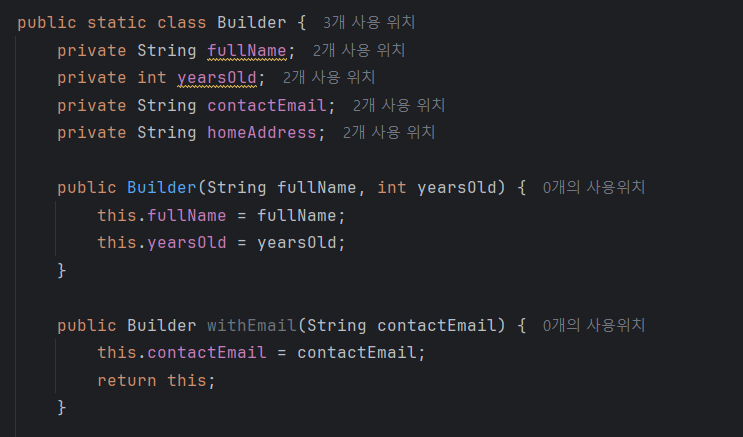 public static class Builder {  3개 사용 위치
    private String fullName;  2개 사용 위치
    private int yearsOld;  2개 사용 위치
    private String contactEmail;  2개 사용 위치
    private String homeAddress;  2개 사용 위치
    public Builder(String fullName, int yearsOld) {  0개의 사용위치
        this.fullName = fullName;
        this.yearsOld = yearsOld;
    }
    public Builder withEmail(String contactEmail) {  0개의 사용위치
        this.contactEmail = contactEmail;
        return this;
    }